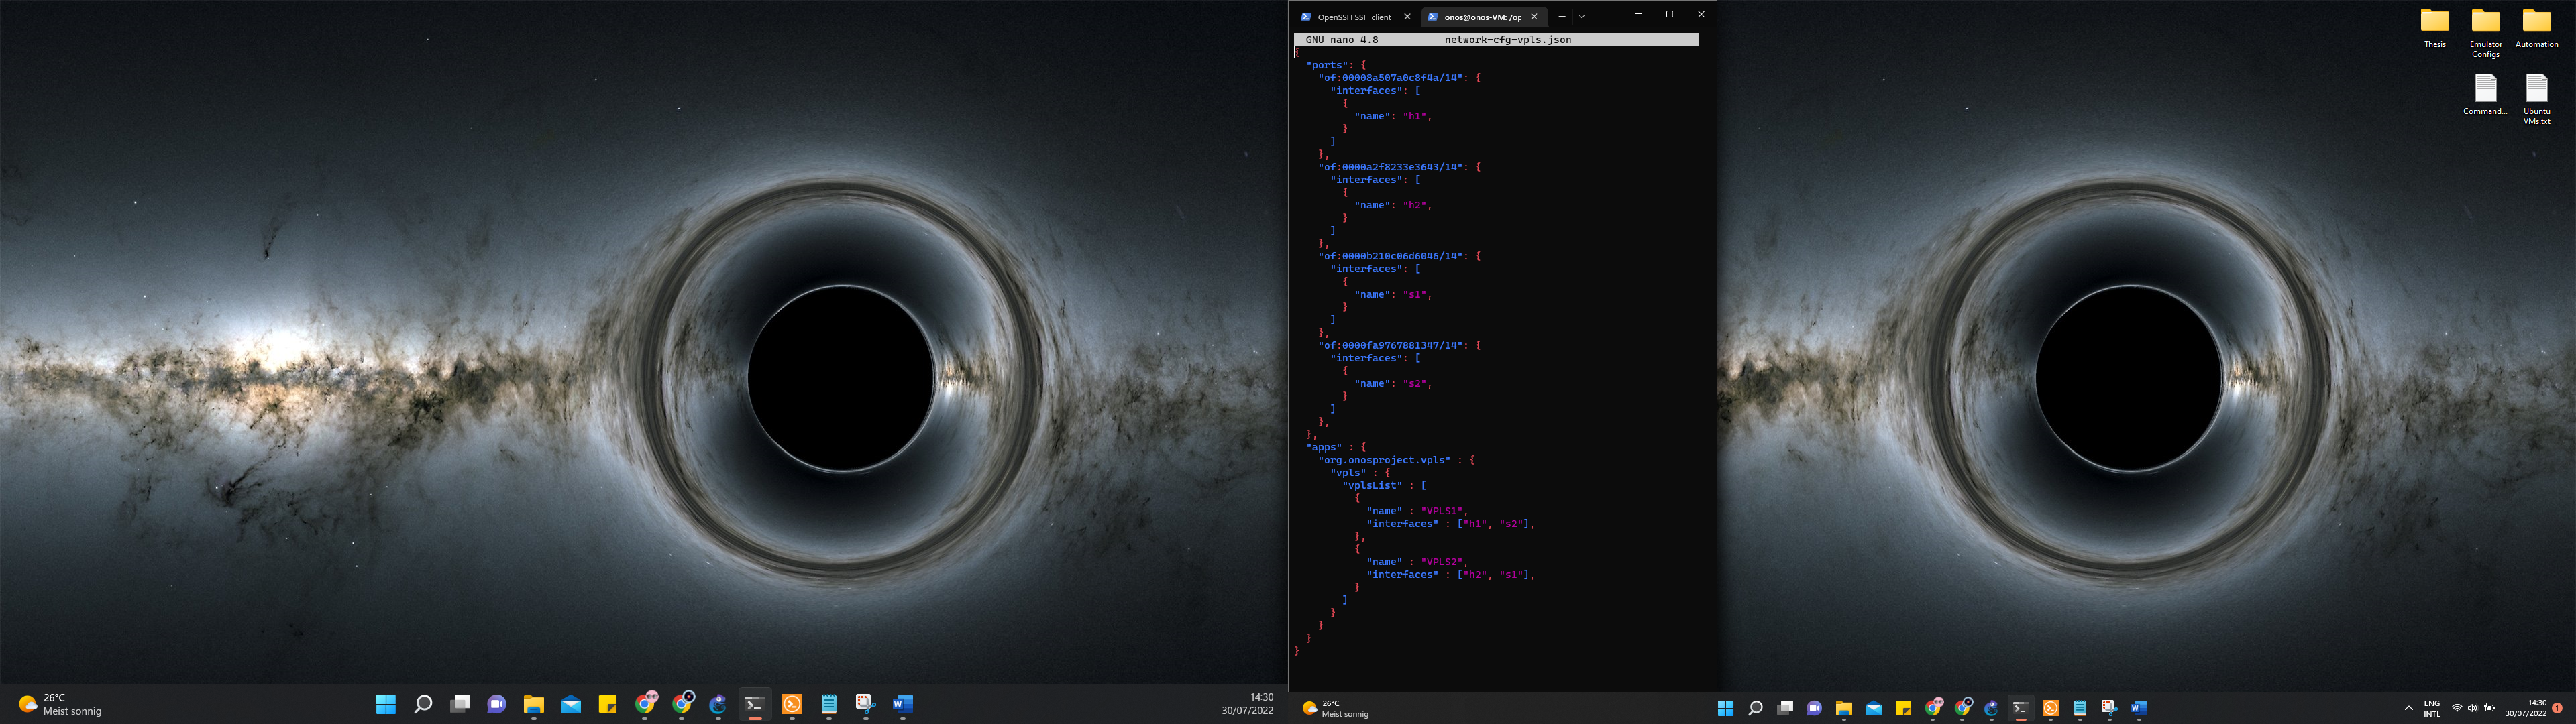 OpenSSH SSH client
onos@onos-VM: /op
GNU nano 4.8 network-cfg-vpls.json
{
"ports": {
"of:00008a507a0c8f4a/14": {
"interfaces": [
{
"name": "h1",
}
]
},
"of:0000a2f8233e3643/14": {
"interfaces": [
{
"name": "h2",
}
]
},
"of:0000b210c06d6046/14": {
"interfaces": [
{
"name": "s1",
}
]
},
"of:0000fa9767881347/14": {
"interfaces": [
{
"name": "s2",
}
]
},
},
"apps" : {
"org.onosproject.vpls" : {
"vpls" : {
"vplsList" : [
{
"name" : "VPLS1",
"interfaces" : ["h1", "s2"],
},
{
"name" : "VPLS2",
"interfaces" : ["h2", "s1"],
}
]
}
}
}
}
Thesis
Emulator
Configs
Automation
Command...
Ubuntu
VMs.txt
26°C
Meist sonnig
14:30
30/07/2022
26°C
Meist sonnig
ENG
INTL
14:30
30/07/2022
1